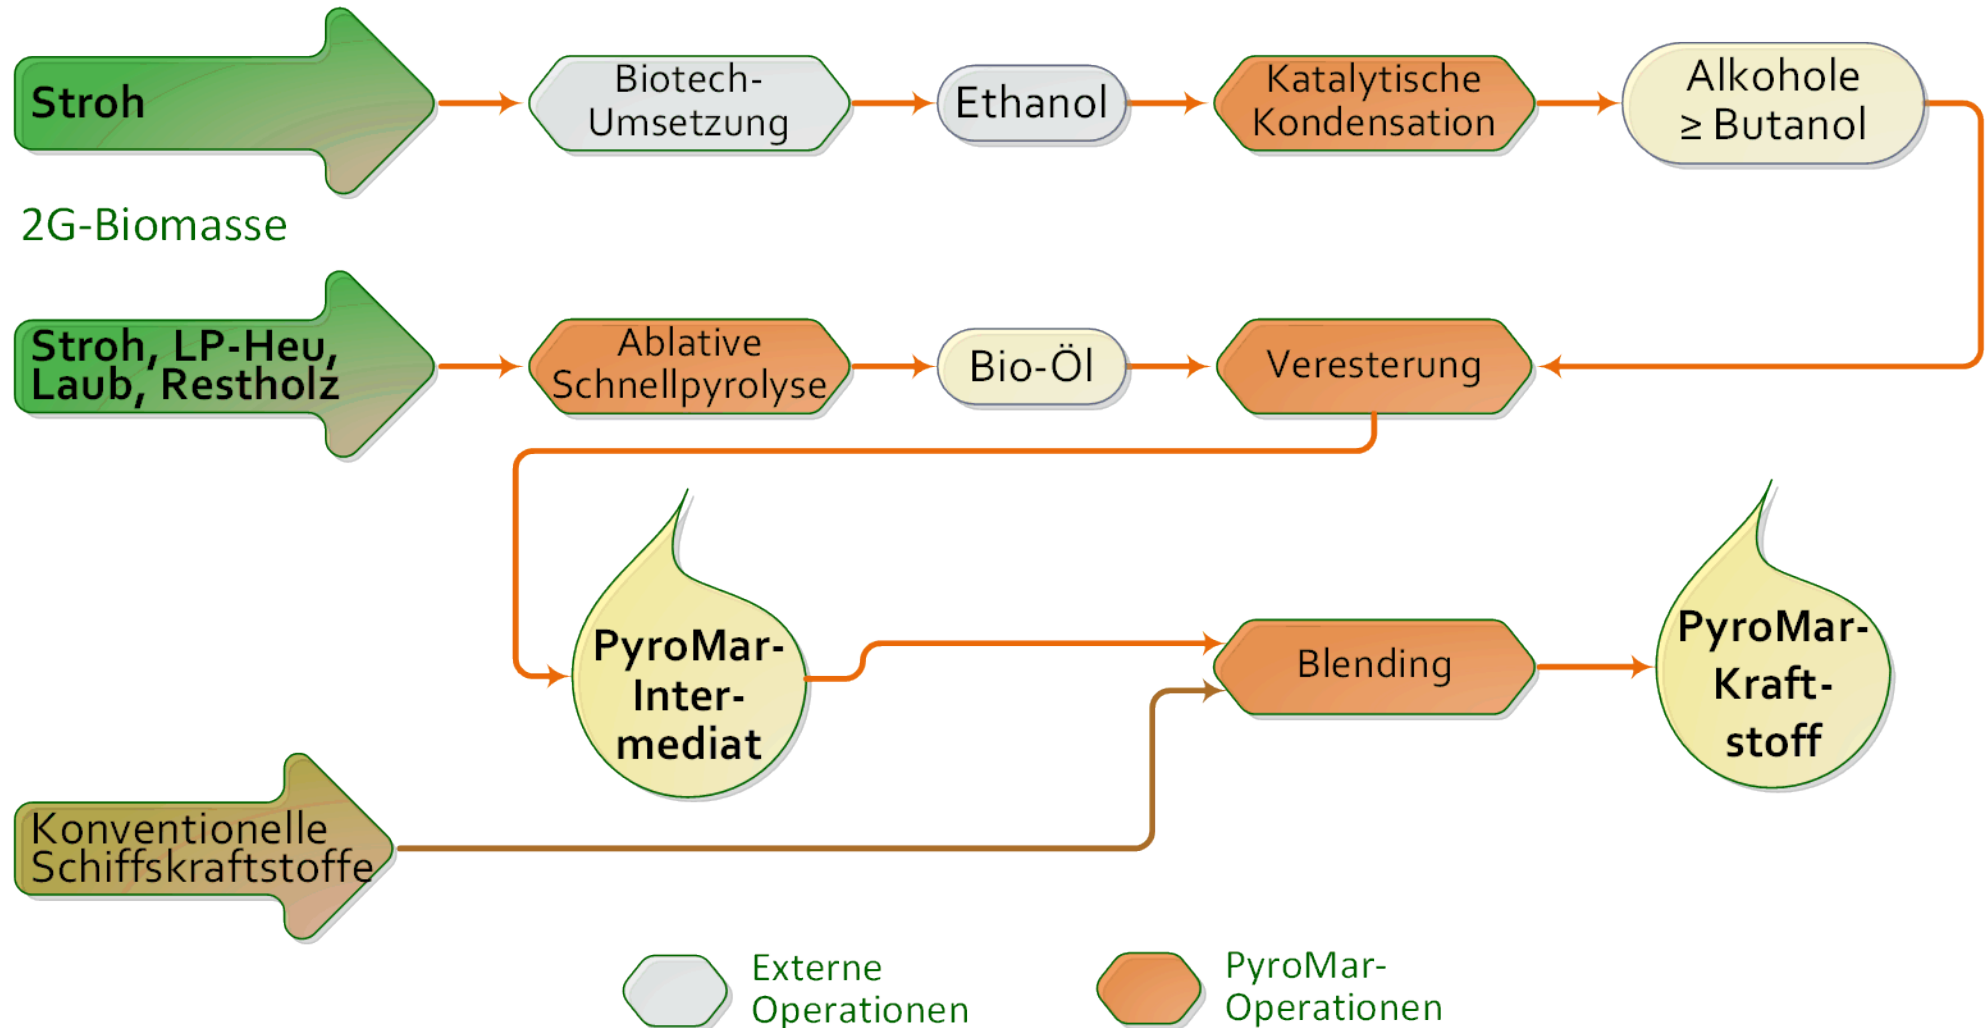 Stroh
Biotech-
Umsetzung
Ethanol
Katalytische
Kondensation
Alkohole
≥ Butanol
2G-Biomasse
Stroh, LP-Heu,
Laub, Restholz
Ablative
Schnellpyrolyse
Bio-Öl
Veresterung
PyroMar-
Inter-
mediat
Blending
PyroMar-
Kraft-
stoff
Konventionelle
Schiffskraftstoffe
Externe
Operationen
PyroMar-
Operationen